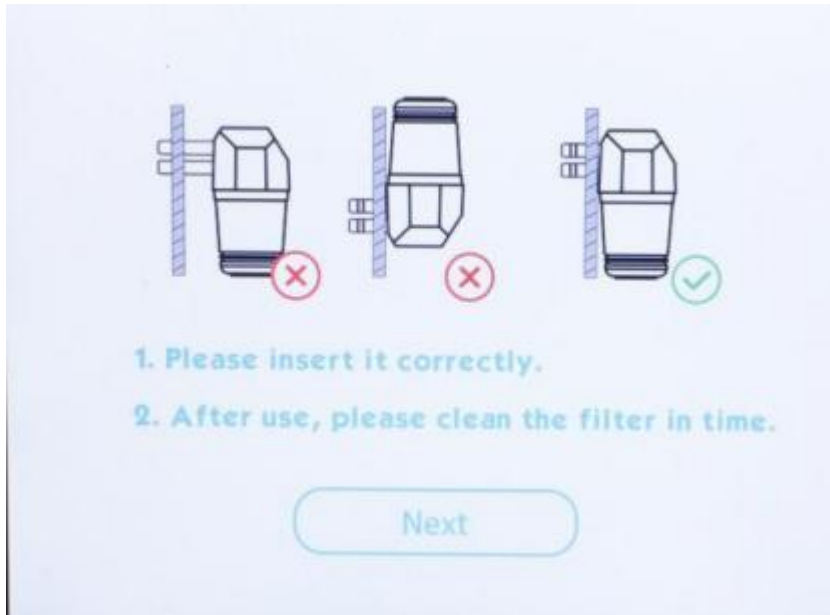 1. Please insert it correctly.
2. After use, please clean the filter in time.
Next